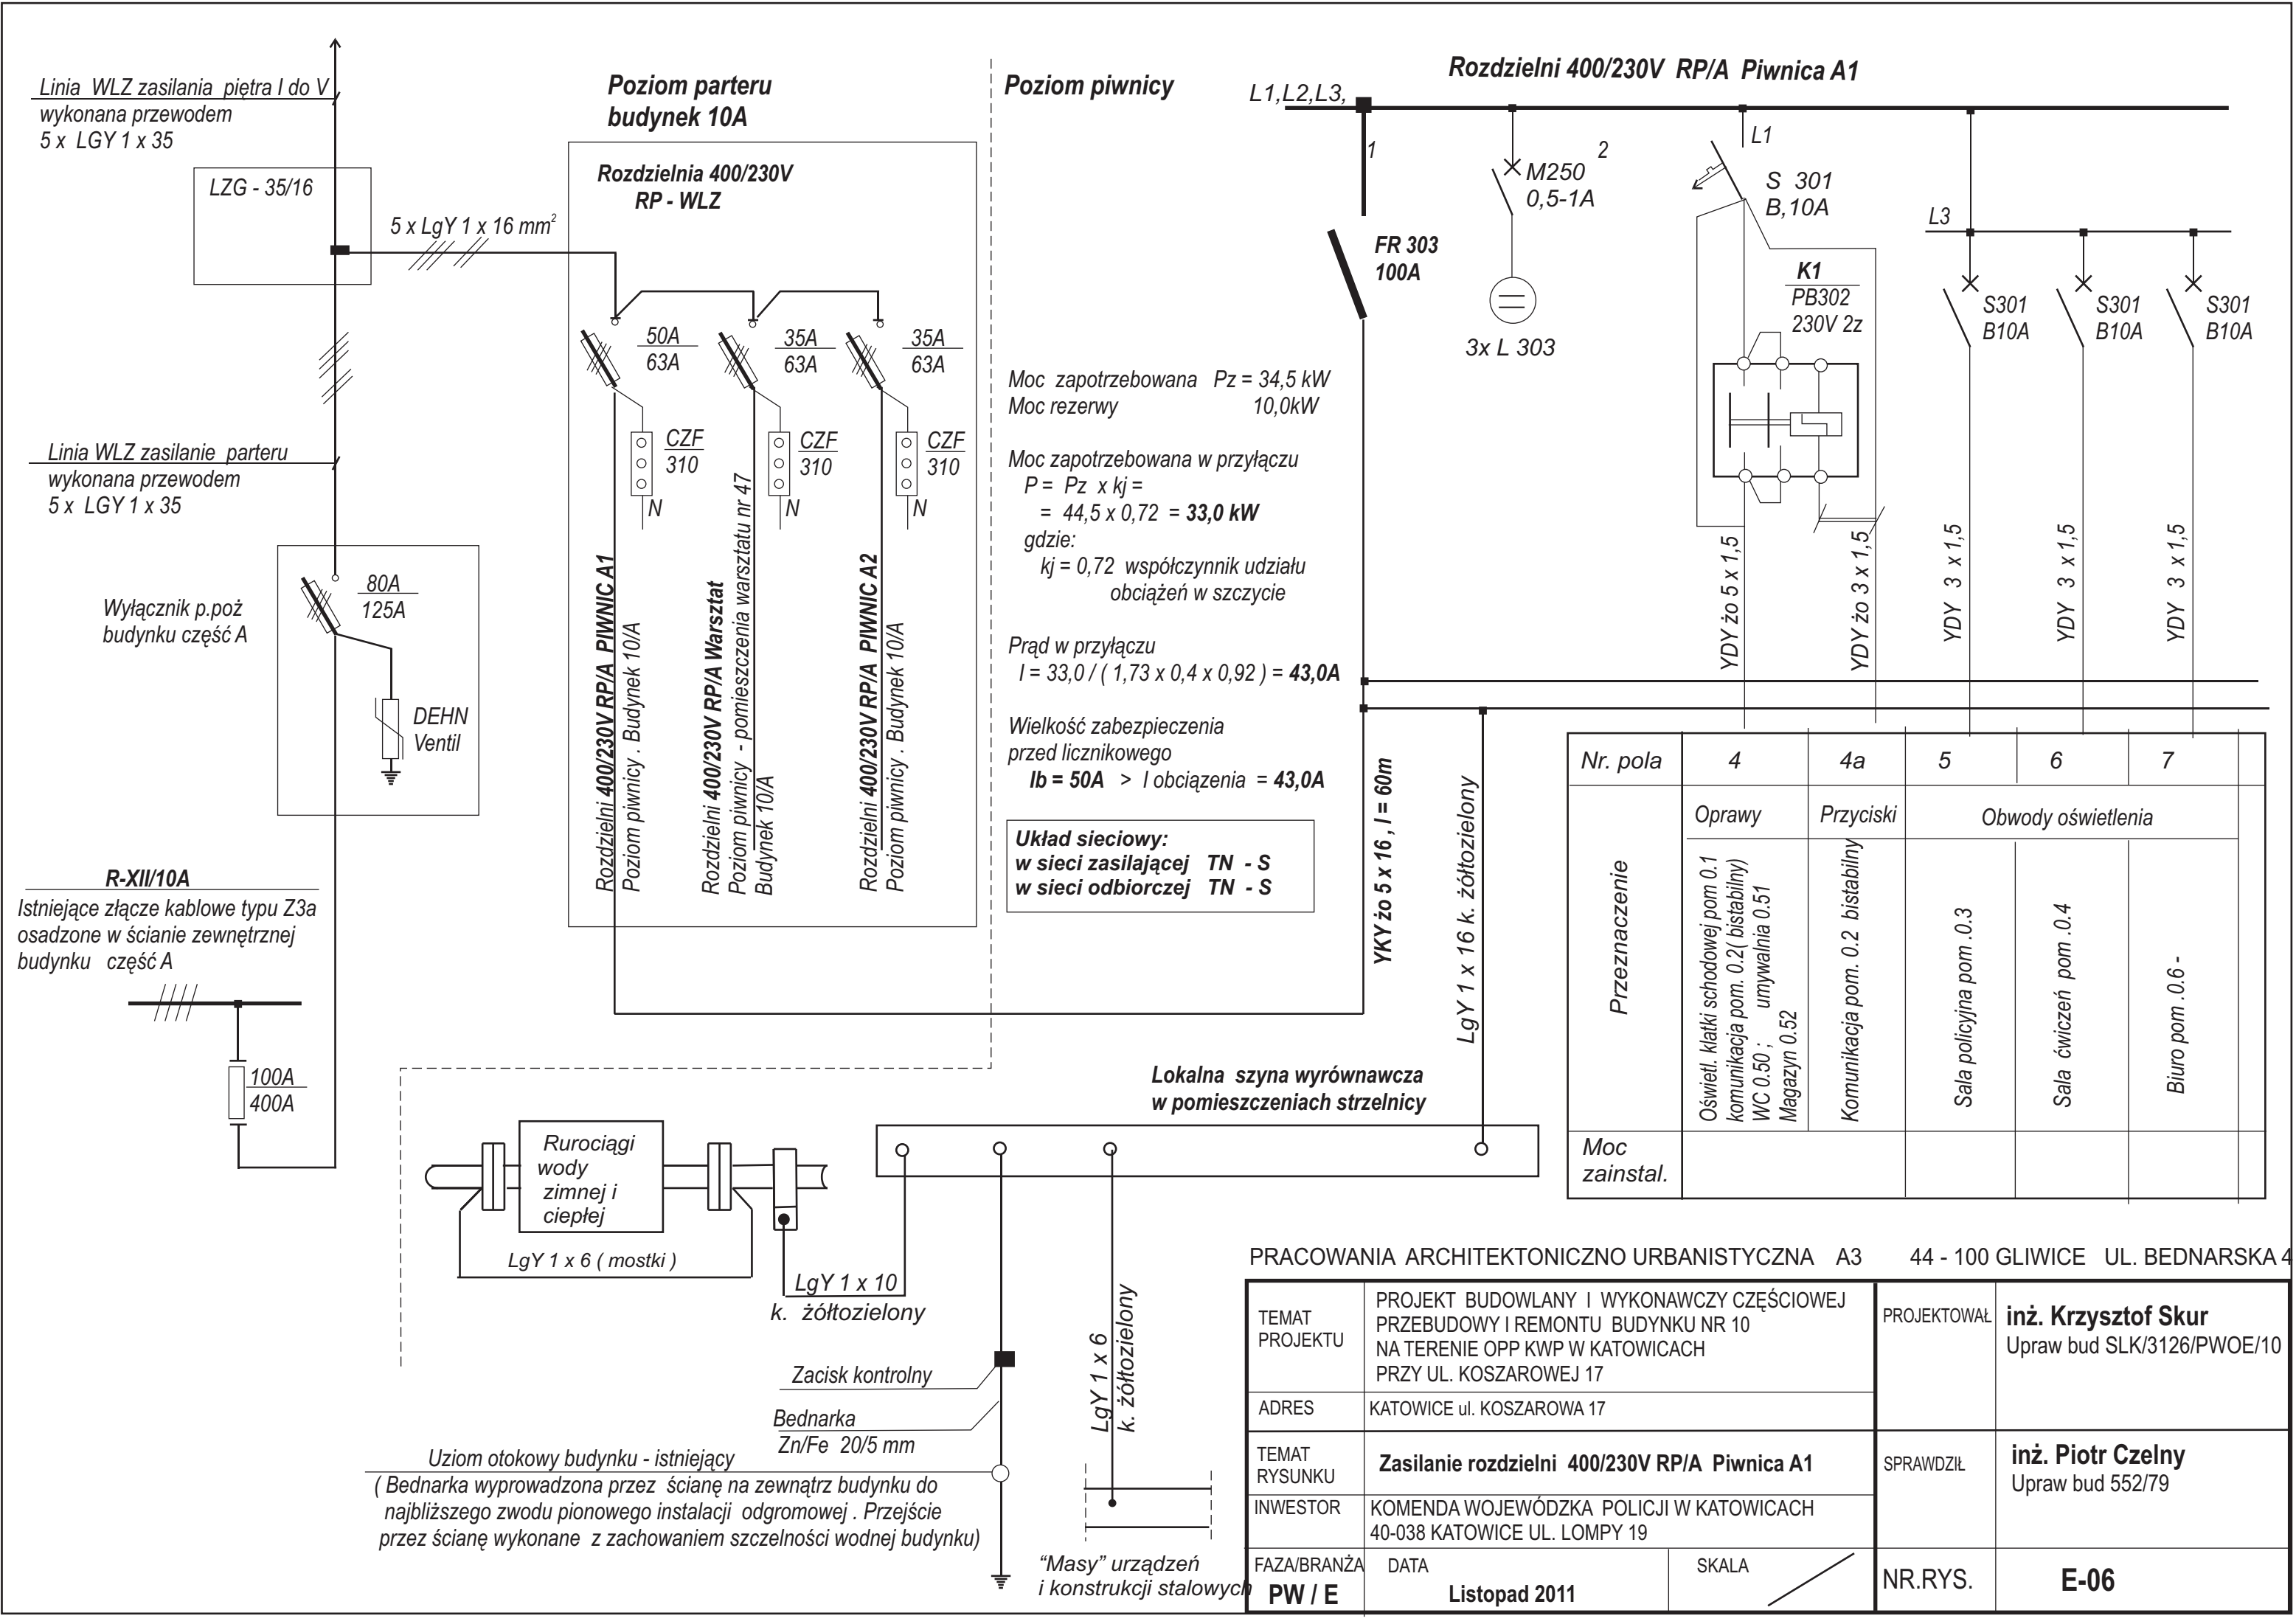 Linia WLZ zasilania piętra I do V
wykonana przewodem
5 x LGY 1 x 35
LZG - 35/16
5 x LgY 1 x 16 mm²
Linia WLZ zasilanie parteru
wykonana przewodem
5 x LGY 1 x 35
Wyłącznik p.poż
budynku część A
80A
125A
DEHN
Ventil
R-XII/10A
Istniejące złącze kablowe typu Z3a
osadzone w ścianie zewnętrznej
budynku część A
100A
400A
Poziom parteru
budynek 10A
Rozdzielnia 400/230V
RP - WLZ
50A
63A
35A
63A
35A
63A
CZF
310
N
CZF
310
N
CZF
310
N
Rozdzielni 400/230V RP/A PIWNIC A1
Poziom piwnicy . Budynek 10/A
Rozdzielni 400/230V RP/A Warsztat
Poziom piwnicy - pomieszczenia warsztatu nr 47
Budynek 10/A
Rozdzielni 400/230V RP/A PIWNIC A2
Poziom piwnicy . Budynek 10/A
Poziom piwnicy
Moc zapotrzebowana Pz = 34,5 kW
Moc rezerwy 10,0kW
Moc zapotrzebowana w przyłączu
P = Pz x kj =
= 44,5 x 0,72 = 33,0 kW
gdzie:
kj = 0,72 współczynnik udziału
obciążeń w szczycie
Prąd w przyłączu
I = 33,0 / ( 1,73 x 0,4 x 0,92 ) = 43,0A
Wielkość zabezpieczenia
przed licznikowego
Ib = 50A > I obciązenia = 43,0A
Układ sieciowy:
w sieci zasilającej TN - S
w sieci odbiorczej TN - S
Rozdzielni 400/230V RP/A Piwnica A1
L1,L2,L3,
1
FR 303
100A
2
M250
0,5-1A
3x L 303
L1
S 301
B,10A
K1
PB302
230V 2z
L3
S301
B10A
S301
B10A
S301
B10A
YDY żo 5 x 1,5
YDY żo 3 x 1,5
YDY 3 x 1,5
YDY 3 x 1,5
YDY 3 x 1,5
YKY żo 5 x 16 , l = 60m
LgY 1 x 16 k. żółtozielony
Nr. pola 4 4a 5 6 7
Przeznaczenie
Oprawy Przyciski Obwody oświetlenia
Oświetl. klatki schodowej pom 0.1
komunikacja pom. 0.2( bistabilny)
WC 0.50 ; umywalnia 0.51
Magazyn 0.52
Komunikacja pom. 0.2 bistabilny
Sala policyjna pom .0.3
Sala ćwiczeń pom .0.4
Biuro pom .0.6 -
Moc
zainstal.
Lokalna szyna wyrównawcza
w pomieszczeniach strzelnicy
Rurociągi
wody
zimnej i
ciepłej
LgY 1 x 6 ( mostki )
LgY 1 x 10
k. żółtozielony
Zacisk kontrolny
Bednarka
Zn/Fe 20/5 mm
Uziom otokowy budynku - istniejący
( Bednarka wyprowadzona przez ścianę na zewnątrz budynku do
najbliższego zwodu pionowego instalacji odgromowej . Przejście
przez ścianę wykonane z zachowaniem szczelności wodnej budynku)
LgY 1 x 6
k. żółtozielony
“Masy” urządzeń
i konstrukcji stalowych
PRACOWANIA ARCHITEKTONICZNO URBANISTYCZNA A3 44 - 100 GLIWICE UL. BEDNARSKA 4
TEMAT
PROJEKTU
PROJEKT BUDOWLANY I WYKONAWCZY CZĘŚCIOWEJ
PRZEBUDOWY I REMONTU BUDYNKU NR 10
NA TERENIE OPP KWP W KATOWICACH
PRZY UL. KOSZAROWEJ 17
PROJEKTOWAŁ
inż. Krzysztof Skur
Upraw bud SLK/3126/PWOE/10
ADRES
KATOWICE ul. KOSZAROWA 17
TEMAT
RYSUNKU
Zasilanie rozdzielni 400/230V RP/A Piwnica A1
SPRAWDZIŁ
inż. Piotr Czelny
Upraw bud 552/79
INWESTOR
KOMENDA WOJEWÓDZKA POLICJI W KATOWICACH
40-038 KATOWICE UL. LOMPY 19
FAZA/BRANŻA
PW / E
DATA
Listopad 2011
SKALA
NR.RYS.
E-06